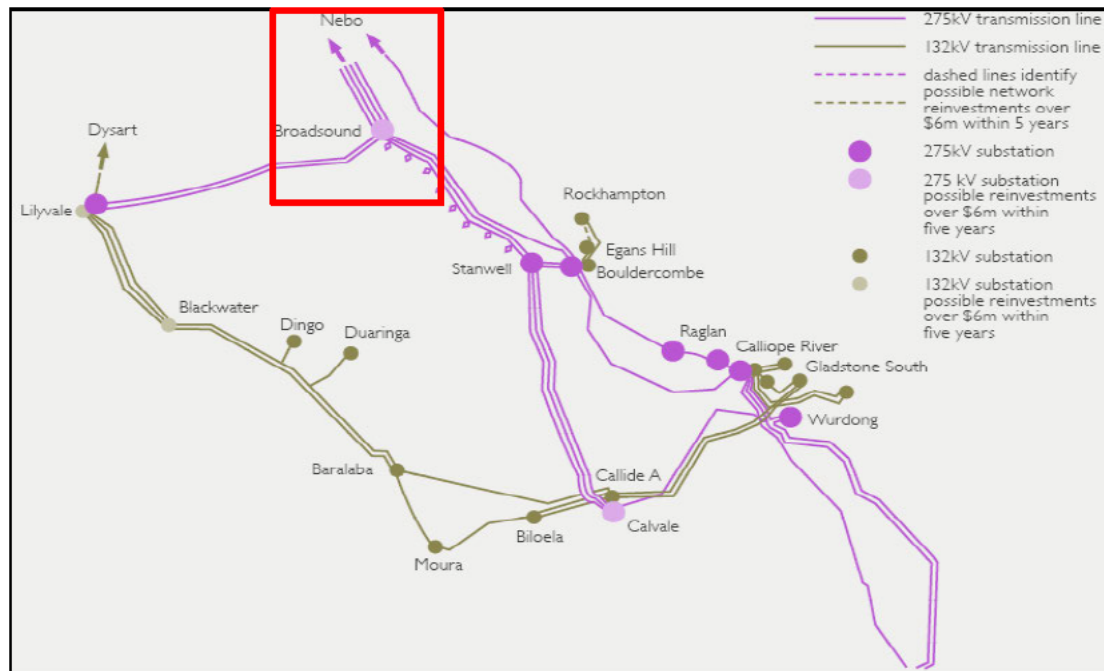 Nebo
275kV transmission line
132kV transmission line
dashed lines identify
possible network
reinvestments over
$6m within 5 years
Broadsound
Dysart
275kV substation
275 kV substation
possible reinvestments
over $6m within
five years
Rockhampton
Lilyvale
Egans Hill
132kV substation
Stanwell
Bouldercombe
132kV substation
possible reinvestments
over $6m within
five years
Blackwater
Dingo
Duaringa
Raglan
Calliope River
Gladstone South
Wurdong
Baralaba
Callide A
Biloela
Calvale
Moura